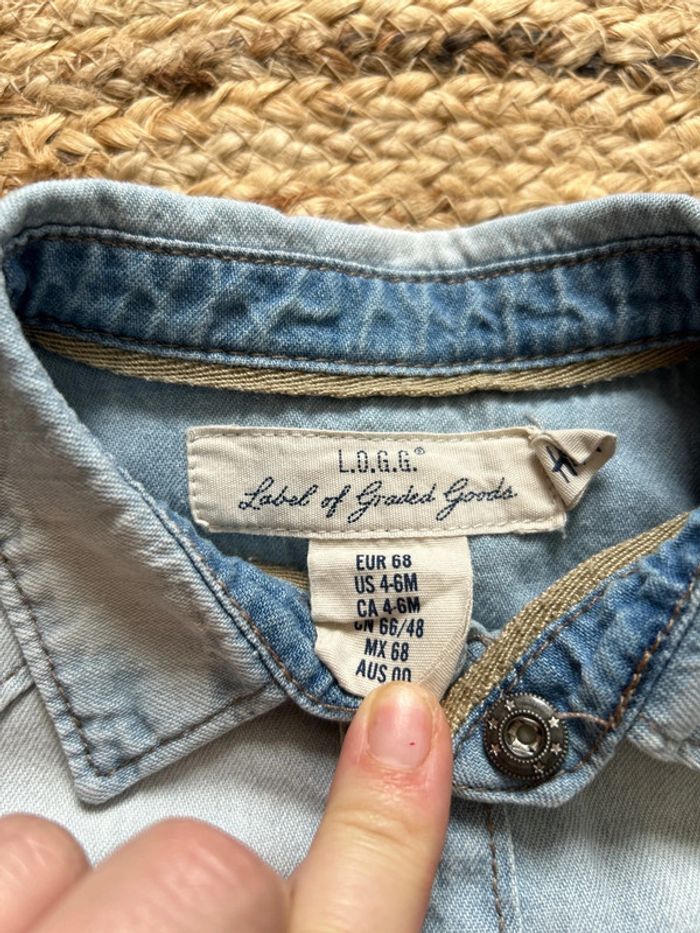 L.O.G.G.®
Label of Graded Goods
EUR 68
US 4-6M
CA 4-6M
CN 66/48
MX 68
AUS 00